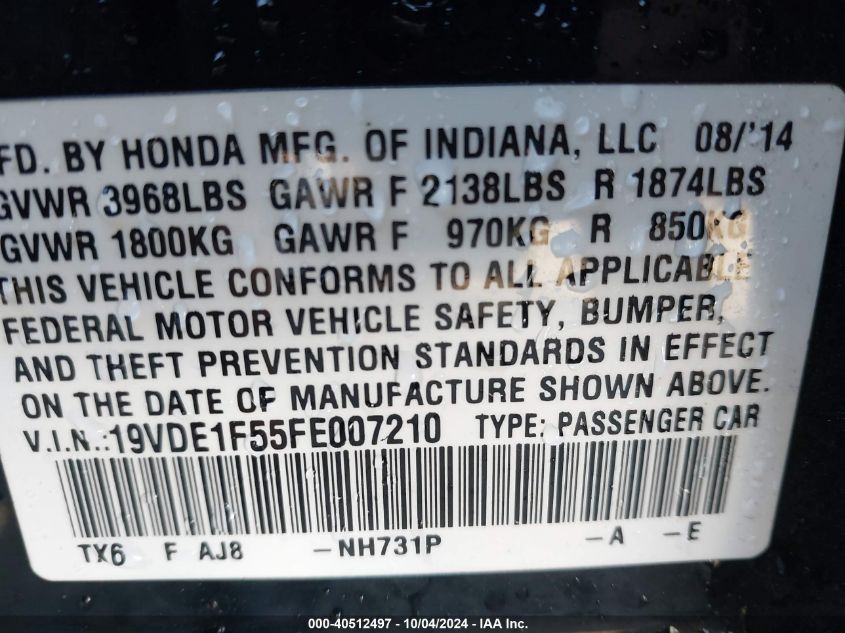 FD. BY HONDA MFG. OF INDIANA, LLC 08/'14
GVWR 3968LBS GAWR F 2138LBS R 1874LBS
GVWR 1800KG GAWR F 970KG R 850KG
THIS VEHICLE CONFORMS TO ALL APPLICABLE
FEDERAL MOTOR VEHICLE SAFETY, BUMPER,
AND THEFT PREVENTION STANDARDS IN EFFECT
ON THE DATE OF MANUFACTURE SHOWN ABOVE.
V.I.N.:19VDE1F55FE007210 TYPE: PASSENGER CAR
TX6 F AJ8 -NH731P -A -E
000-40512497 - 10/04/2024 - IAA Inc.